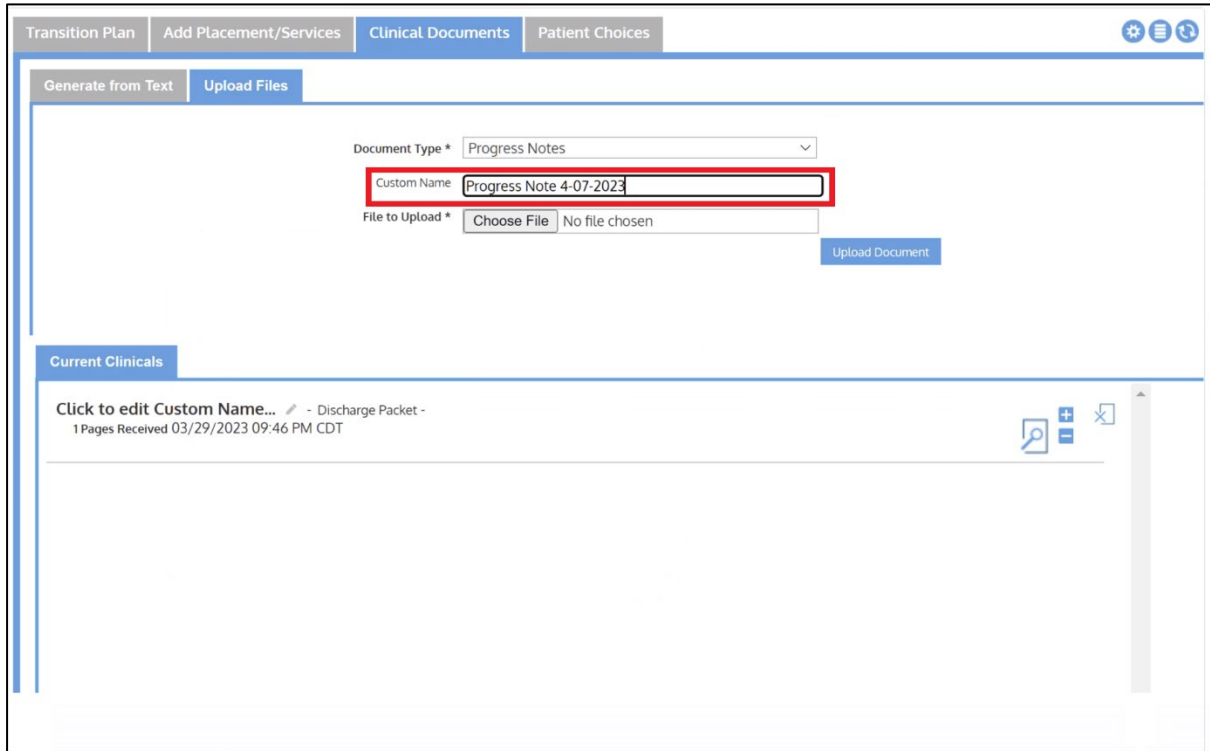 Transition Plan Add Placement/Services Clinical Documents Patient Choices
Generate from Text Upload Files
Document Type * Progress Notes
Custom Name Progress Note 4-07-2023
File to Upload * Choose File No file chosen
Upload Document
Current Clinicals
Click to edit Custom Name... - Discharge Packet -
1 Pages Received 03/29/2023 09:46 PM CDT